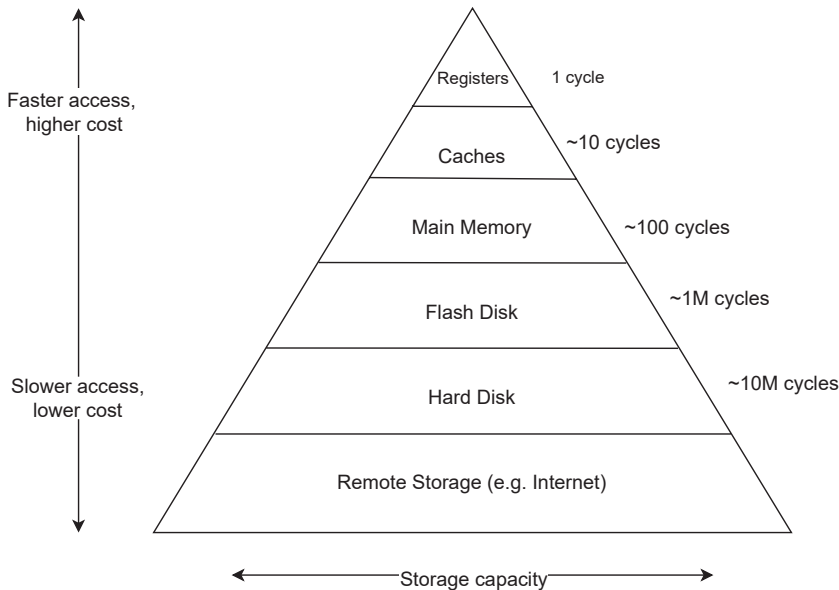 Registers
1 cycle
Faster access,
higher cost
~10 cycles
Caches
Main Memory
~100 cycles
~1M cycles
Flash Disk
Slower access,
lower cost
~10M cycles
Hard Disk
Remote Storage (e.g. Internet)
Storage capacity